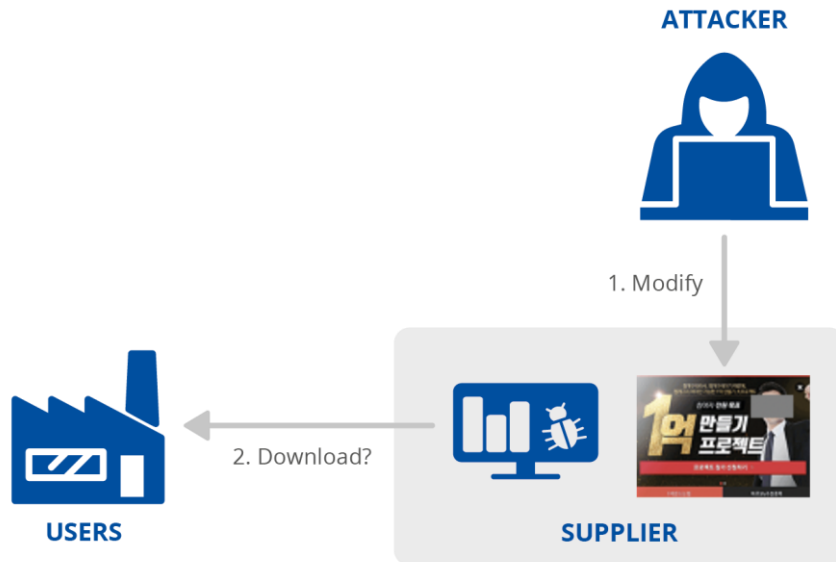 ATTACKER
1. Modify
1억
만들기
프로젝트
2. Download?
USERS
SUPPLIER